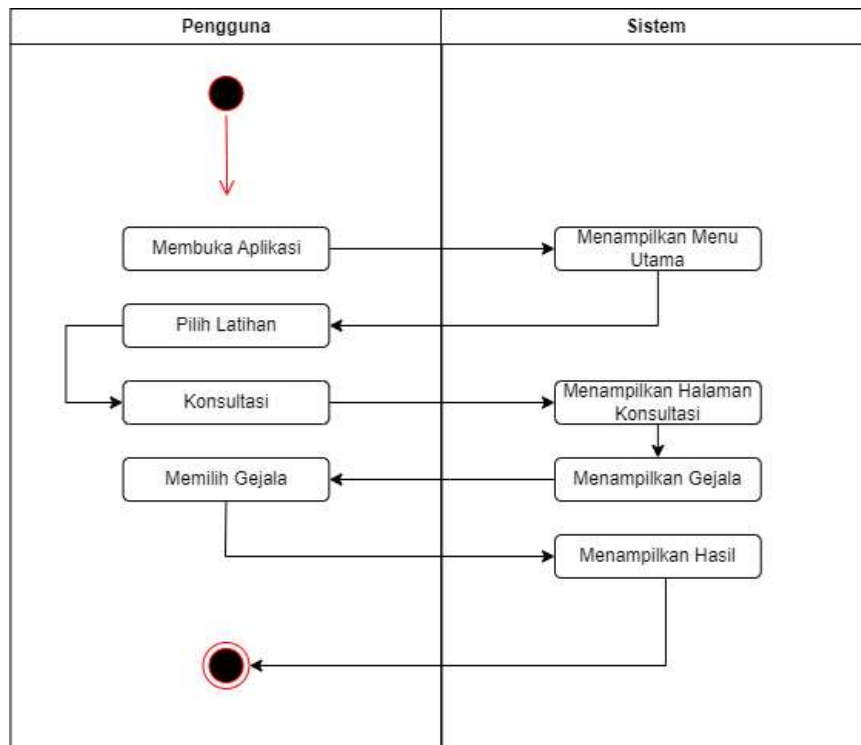 Pengguna
Sistem
Membuka Aplikasi
Menampilkan Menu
Utama
Pilih Latihan
Konsultasi
Menampilkan Halaman
Konsultasi
Memilih Gejala
Menampilkan Gejala
Menampilkan Hasil